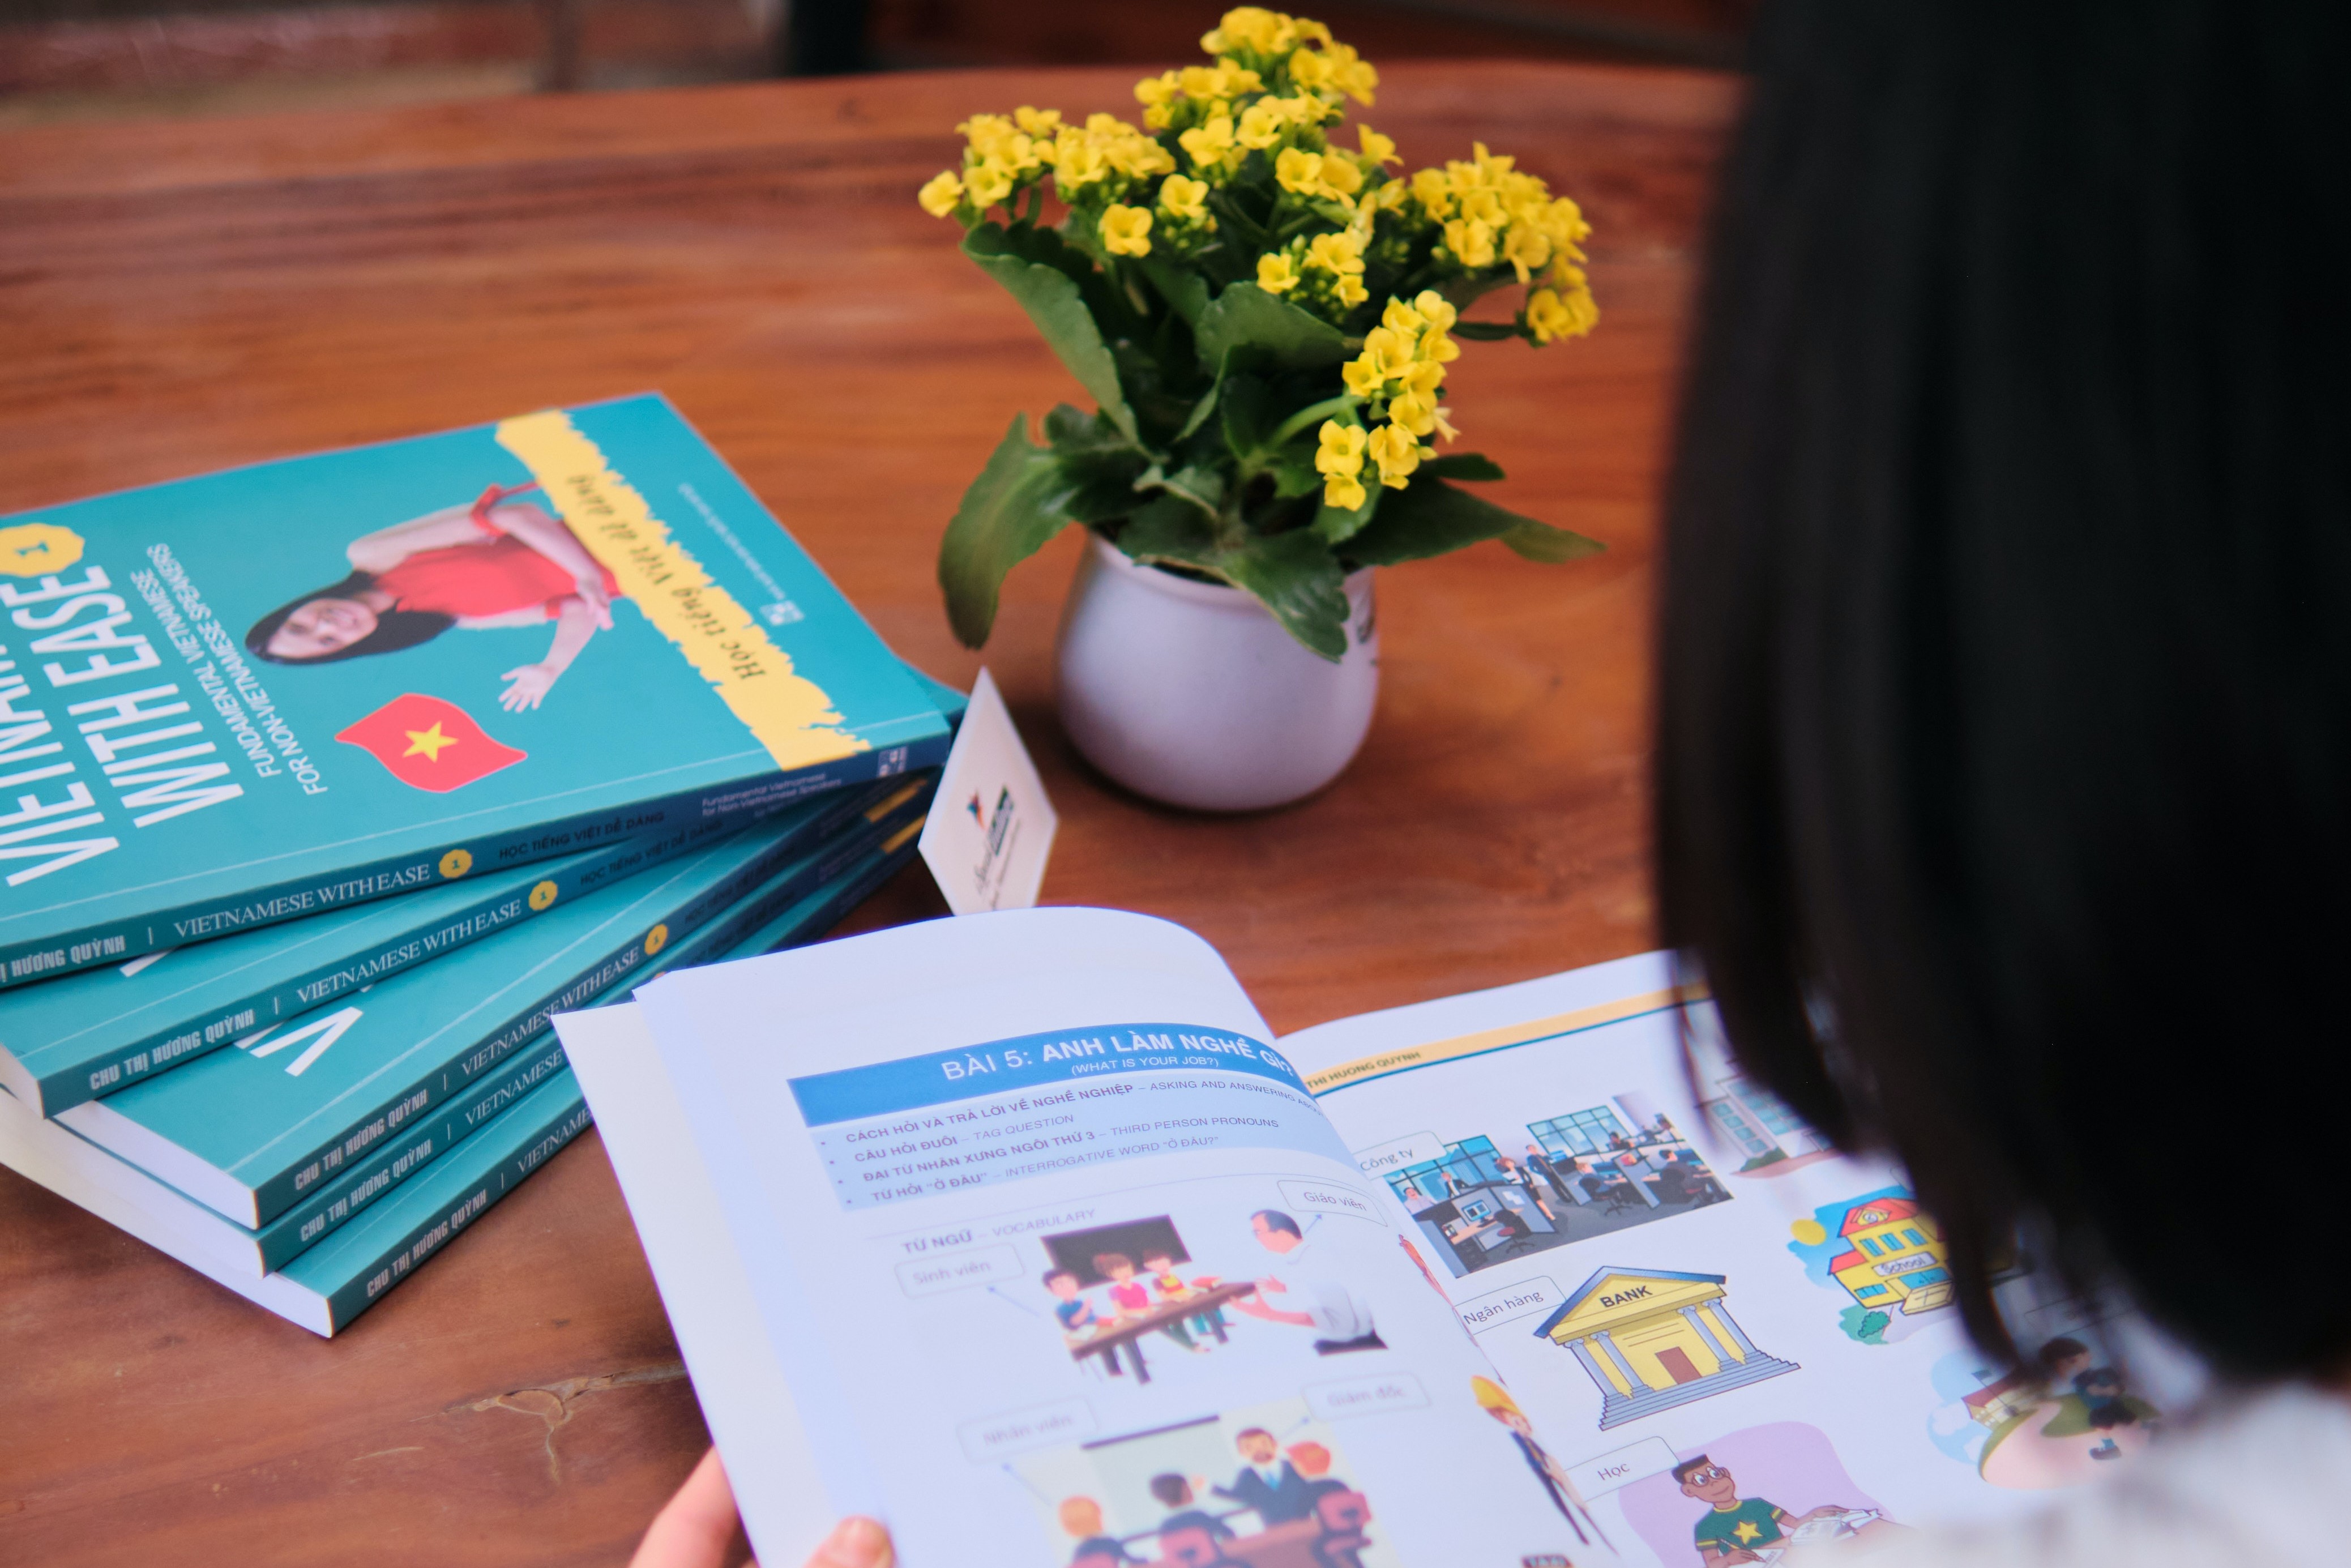 1
VIETNAM
WITH EASE
FUNDAMENTAL VIETNAMESE
FOR NON-VIETNAMESE SPEAKERS
Học tiếng Việt dễ dàng
HƯƠNG QUỲNH | VIETNAMESE WITH EASE 1 HỌC TIẾNG VIỆT DỄ DÀNG
Fundamental Vietnamese
for Non-Vietnamese Speakers
CHU THỊ HƯƠNG QUỲNH | VIETNAMESE WITH EASE 1 HỌC TIẾNG VIỆT DỄ DÀNG
V
CHU THỊ HƯƠNG QUỲNH | VIETNAMESE WITH EASE 1
CHU THỊ HƯƠNG QUỲNH | VIETNAMESE WITH EASE
CHU THỊ HƯƠNG QUỲNH | VIETNAMESE
BÀI 5: ANH LÀM NGHỀ GÌ?
(WHAT IS YOUR JOB?)
• CÁCH HỎI VÀ TRẢ LỜI VỀ NGHỀ NGHIỆP – ASKING AND ANSWERING
• CÂU HỎI ĐUÔI – TAG QUESTION
• ĐẠI TỪ NHÂN XƯNG NGÔI THỨ 3 – THIRD PERSON PRONOUNS
• TỪ HỎI "Ở ĐÂU" – INTERROGATIVE WORD "Ở ĐÂU?"
TỪ NGỮ – VOCABULARY
Sinh viên
Giáo viên
Nhân viên
Giám đốc
THỊ HƯƠNG QUỲNH
Công ty
School
Ngân hàng
BANK
Học
TAXI